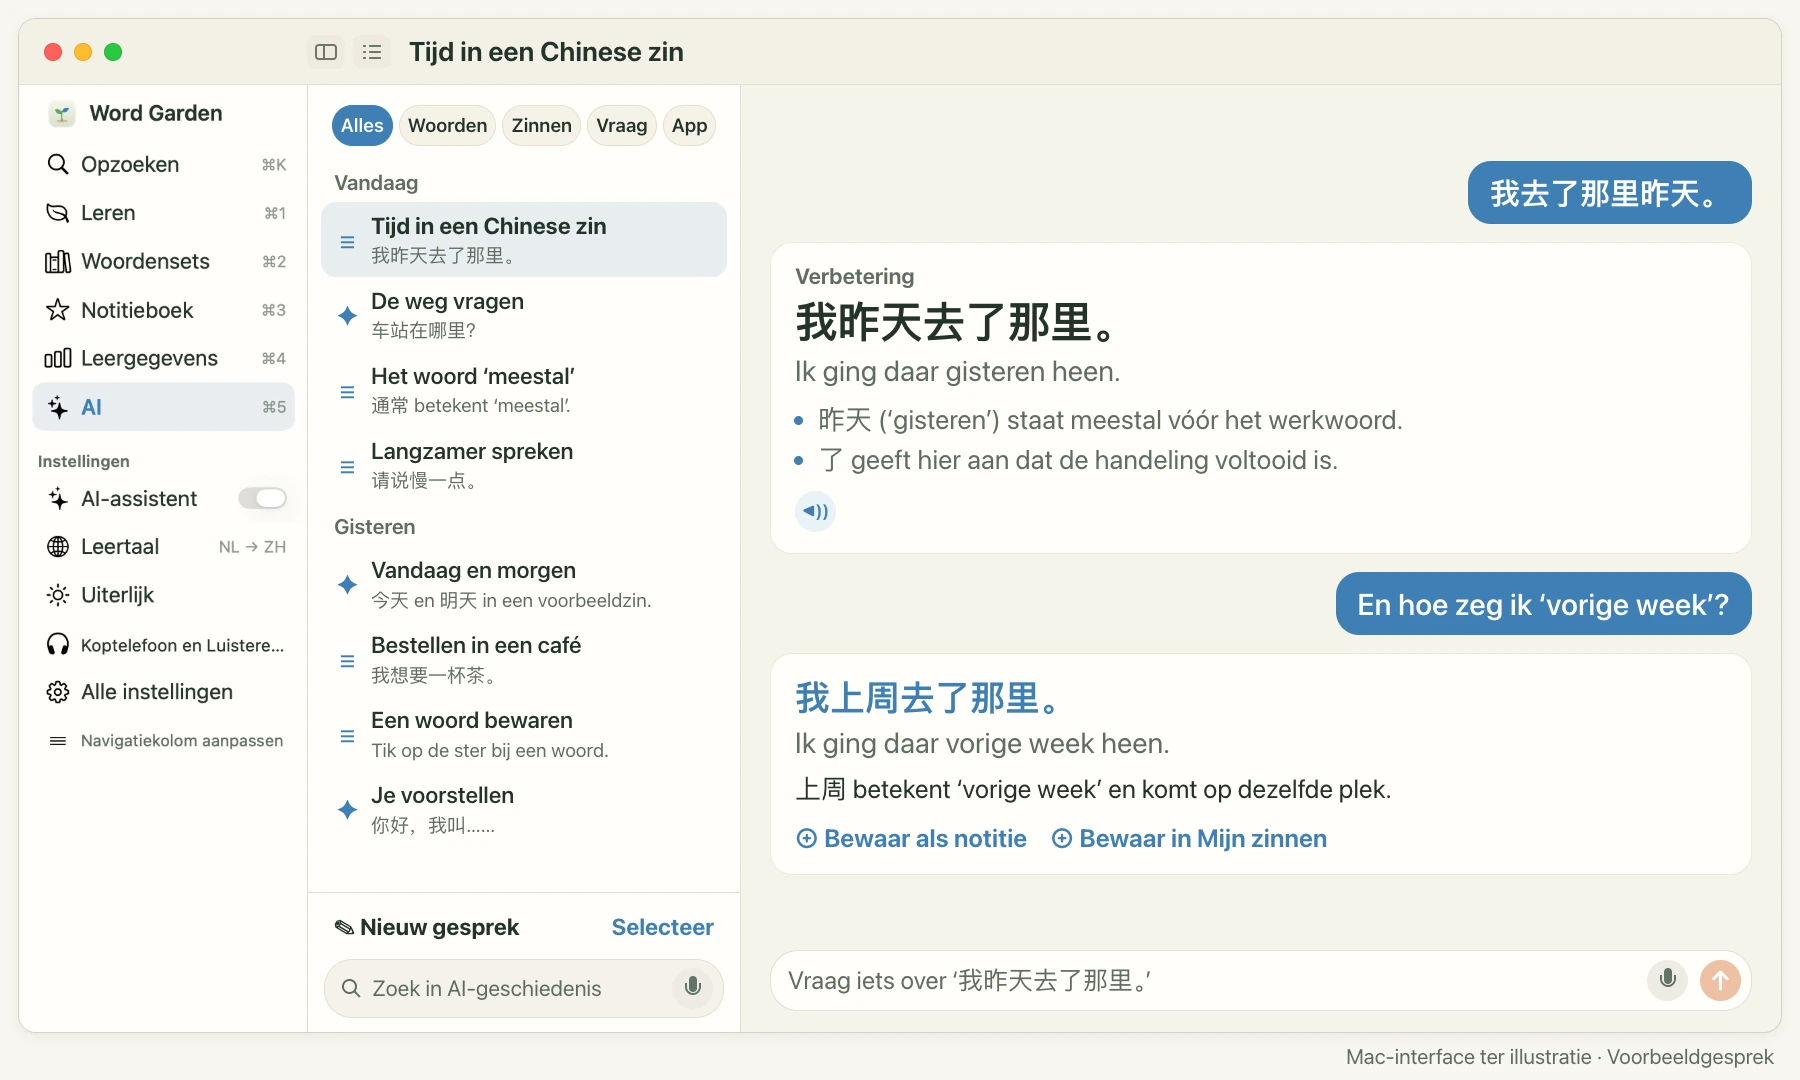 Tijd in een Chinese zin
Word Garden
Opzoeken ⌘K
Leren ⌘1
Woordensets ⌘2
Notitieboek ⌘3
Leergegevens ⌘4
AI ⌘5
Instellingen
AI-assistent
Leertaal NL → ZH
Uiterlijk
Koptelefoon en Luistere...
Alle instellingen
Navigatiekolom aanpassen
Alles Woorden Zinnen Vraag App
Vandaag
Tijd in een Chinese zin
我昨天去了那里。
De weg vragen
车站在哪里？
Het woord ‘meestal’
通常 betekent ‘meestal’.
Langzamer spreken
请说慢一点。
Gisteren
Vandaag en morgen
今天 en 明天 in een voorbeeldzin.
Bestellen in een café
我想要一杯茶。
Een woord bewaren
Tik op de ster bij een woord.
Je voorstellen
你好，我叫……
Nieuw gesprek Selecteer
Zoek in AI-geschiedenis
我去了那里昨天。
Verbetering
我昨天去了那里。
Ik ging daar gisteren heen.
• 昨天 (‘gisteren’) staat meestal vóór het werkwoord.
• 了 geeft hier aan dat de handeling voltooid is.
En hoe zeg ik ‘vorige week’?
我上周去了那里。
Ik ging daar vorige week heen.
上周 betekent ‘vorige week’ en komt op dezelfde plek.
Bewaar als notitie Bewaar in Mijn zinnen
Vraag iets over ‘我昨天去了那里。’
Mac-interface ter illustratie · Voorbeeldgesprek